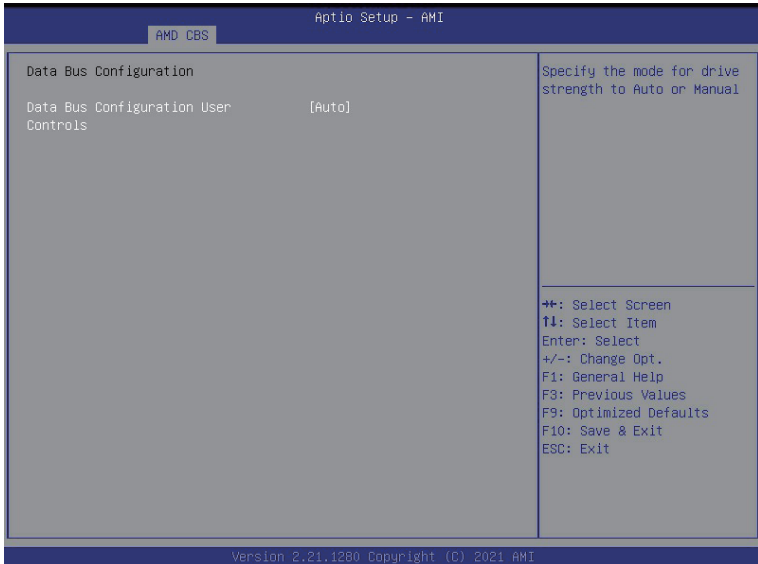 Aptio Setup – AMI
AMD CBS
Data Bus Configuration
Data Bus Configuration User [Auto]
Controls
Specify the mode for drive
strength to Auto or Manual
→←: Select Screen
↑↓: Select Item
Enter: Select
+/-: Change Opt.
F1: General Help
F3: Previous Values
F9: Optimized Defaults
F10: Save & Exit
ESC: Exit
Version 2.21.1280 Copyright (C) 2021 AMI